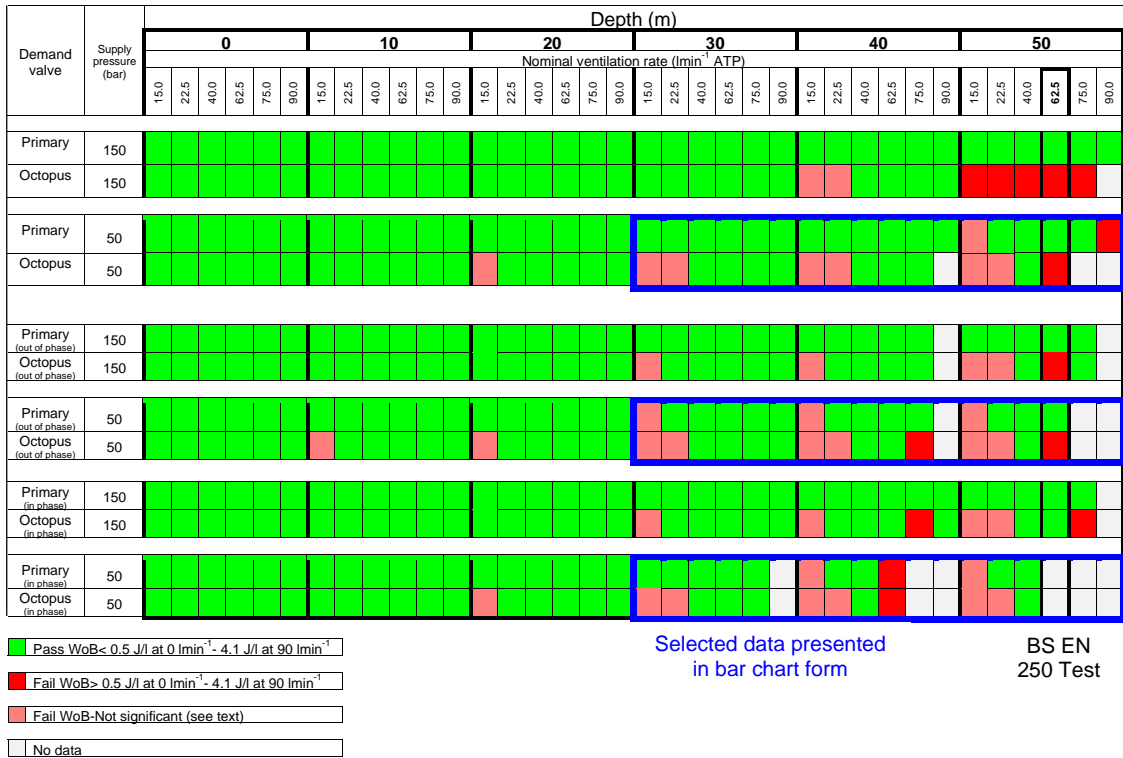 Depth (m)
Demand valve
Supply pressure (bar)
0 10 20 30 40 50
Nominal ventilation rate (lmin-1 ATP)
15.0 22.5 40.0 62.5 75.0 90.0 15.0 22.5 40.0 62.5 75.0 90.0 15.0 22.5 40.0 62.5 75.0 90.0 15.0 22.5 40.0 62.5 75.0 90.0 15.0 22.5 40.0 62.5 75.0 90.0 15.0 22.5 40.0 62.5 75.0 90.0
Primary 150
Octopus 150
Primary 50
Octopus 50
Primary 150
(out of phase)
Octopus 150
(out of phase)
Primary 50
(out of phase)
Octopus 50
(out of phase)
Primary 150
(in phase)
Octopus 150
(in phase)
Primary 50
(in phase)
Octopus 50
(in phase)
Pass WoB< 0.5 J/l at 0 lmin-1- 4.1 J/l at 90 lmin-1
Fail WoB> 0.5 J/l at 0 lmin-1- 4.1 J/l at 90 lmin-1
Fail WoB-Not significant (see text)
No data
Selected data presented
in bar chart form
BS EN
250 Test